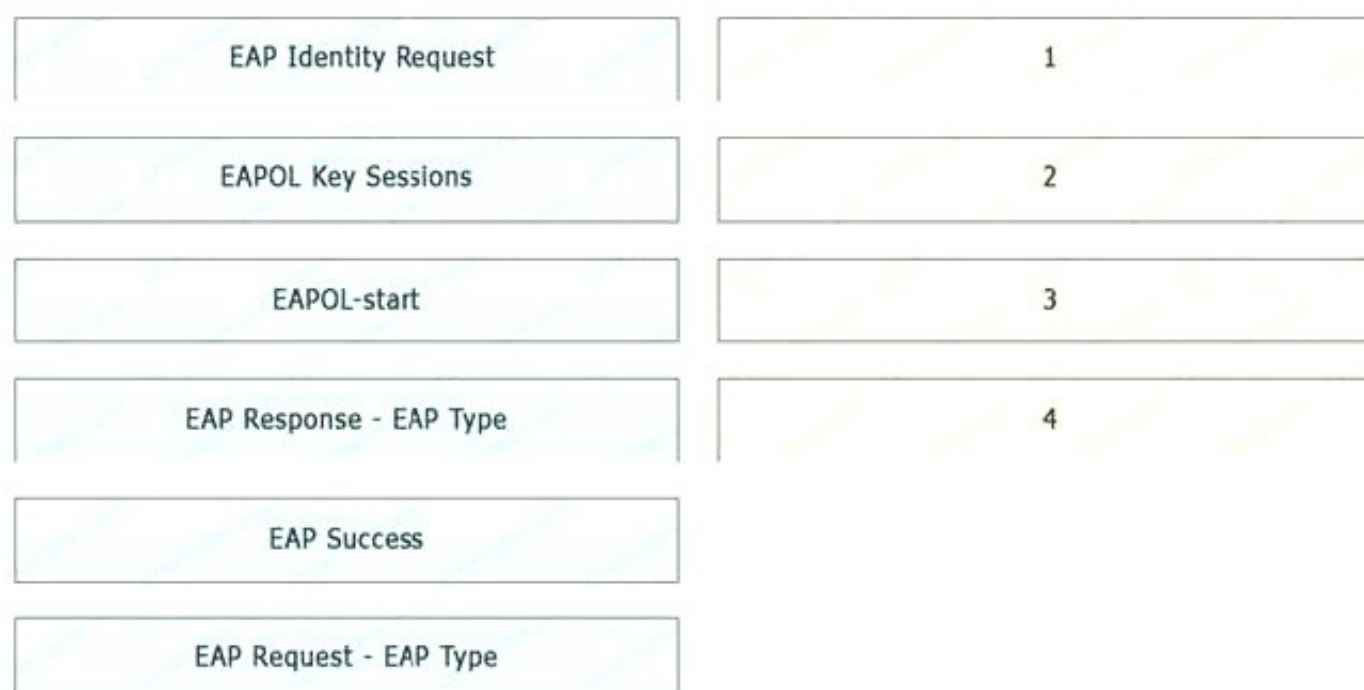 EAP Identity Request
1
EAPOL Key Sessions
2
EAPOL-start
3
EAP Response - EAP Type
4
EAP Success
EAP Request - EAP Type